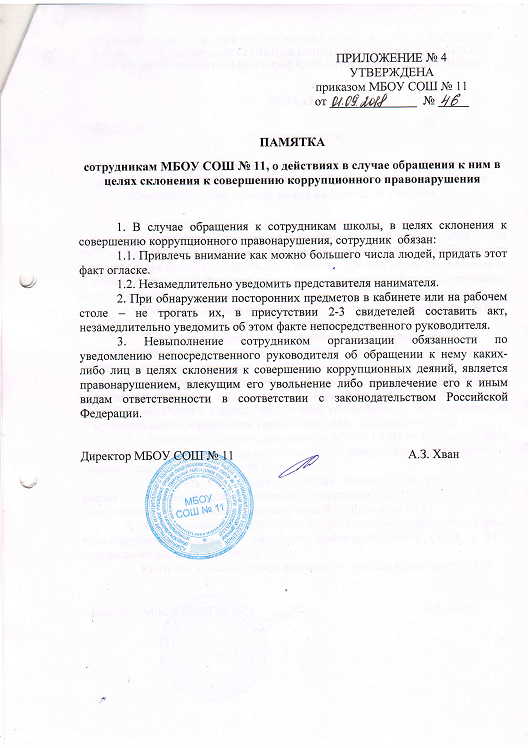 ПРИЛОЖЕНИЕ № 4
УТВЕРЖДЕНА
приказом МБОУ СОШ № 11
от 01.09.2018 № 46
ПАМЯТКА
сотрудникам МБОУ СОШ № 11, о действиях в случае обращения к ним в
целях склонения к совершению коррупционного правонарушения
1. В случае обращения к сотрудникам школы, в целях склонения к
совершению коррупционного правонарушения, сотрудник обязан:
1.1. Привлечь внимание как можно большего числа людей, придать этот
факт огласке.
1.2. Незамедлительно уведомить представителя нанимателя.
2. При обнаружении посторонних предметов в кабинете или на рабочем
столе – не трогать их, в присутствии 2-3 свидетелей составить акт,
незамедлительно уведомить об этом факте непосредственного руководителя.
3. Невыполнение сотрудником организации обязанности по
уведомлению непосредственного руководителя об обращении к нему каких-
либо лиц в целях склонения к совершению коррупционных деяний, является
правонарушением, влекущим его увольнение либо привлечение его к иным
видам ответственности в соответствии с законодательством Российской
Федерации.
Директор МБОУ СОШ № 11 А.З. Хван
МБОУ
СОШ № 11